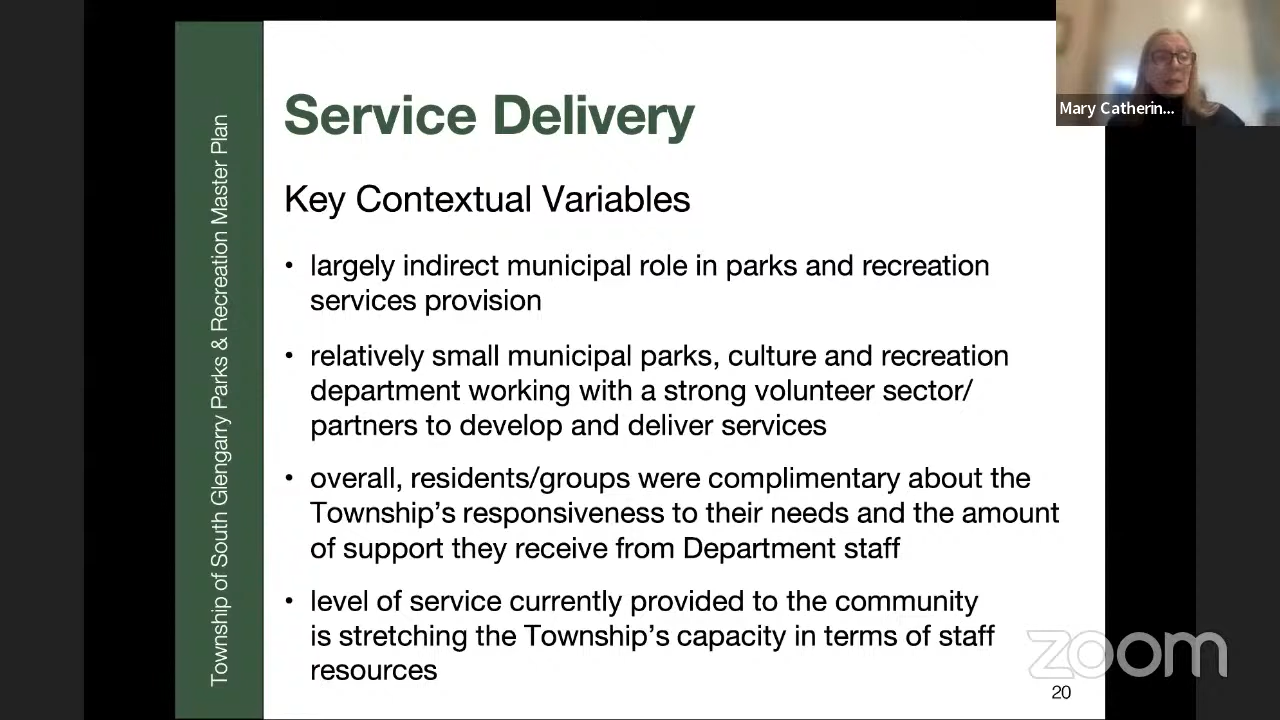 Township of South Glengarry Parks & Recreation Master Plan
Service Delivery
Key Contextual Variables
• largely indirect municipal role in parks and recreation
services provision
• relatively small municipal parks, culture and recreation
department working with a strong volunteer sector/
partners to develop and deliver services
• overall, residents/groups were complimentary about the
Township's responsiveness to their needs and the amount
of support they receive from Department staff
• level of service currently provided to the community
is stretching the Township's capacity in terms of staff
resources
20
Mary Catherin...
zoom